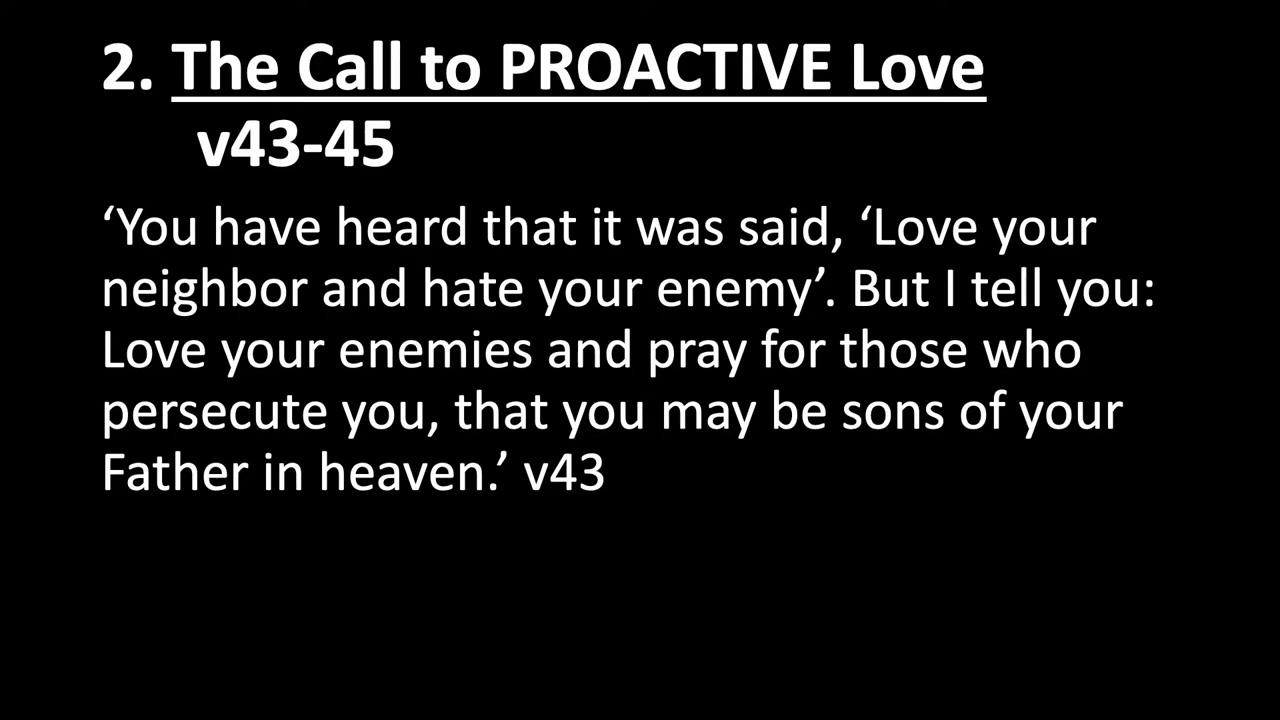 2. The Call to PROACTIVE Love
v43-45
‘You have heard that it was said, ‘Love your
neighbor and hate your enemy’. But I tell you:
Love your enemies and pray for those who
persecute you, that you may be sons of your
Father in heaven.’ v43